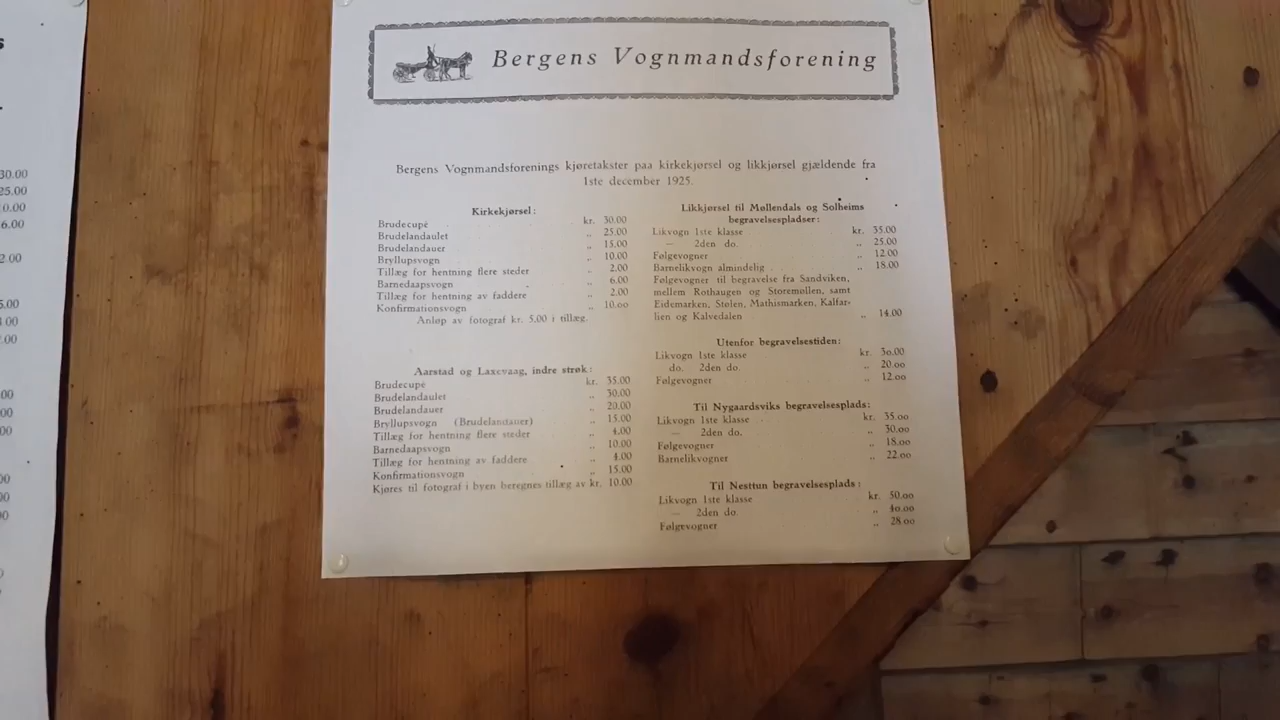 Bergens Vognmandsforening
Bergens Vognmandsforenings kjøretakster paa kirkekjørsel og likkjørsel gjældende fra
1ste december 1925.
Kirkekjørsel:
Brudecupé kr. 30.00
Brudelandaulet „ 25.00
Brudelandauer „ 15.00
Bryllupsvogn „ 10.00
Tillæg for hentning flere steder „ 2.00
Barnedaapsvogn „ 6.00
Tillæg for hentning av faddere „ 2.00
Konfirmationsvogn „ 10.00
Anløp av fotograf kr. 5.00 i tillæg.
Aarstad og Laxevaag, indre strøk:
Brudecupé kr. 35.00
Brudelandaulet „ 30.00
Brudelandauer „ 20.00
Bryllupsvogn (Brudelandauer) „ 15.00
Tillæg for hentning flere steder „ 4.00
Barnedaapsvogn „ 10.00
Tillæg for hentning av faddere „ 4.00
Konfirmationsvogn „ 15.00
Kjøres til fotograf i byen beregnes tillæg av kr. 10.00
Likkjørsel til Møllendals og Solheims
begravelsespladser:
Likvogn 1ste klasse kr. 35.00
— 2den do. „ 25.00
Følgevogner „ 12.00
Barnelikvogn almindelig „ 18.00
Følgevogner til begravelse fra Sandviken,
mellem Rothaugen og Storemøllen, samt
Eidemarken, Stølen, Mathismarken, Kalfar-
lien og Kalvedalen „ 14.00
Utenfor begravelsestiden:
Likvogn 1ste klasse kr. 30.00
do. 2den do. „ 20.00
Følgevogner „ 12.00
Til Nygaardsviks begravelsesplads:
Likvogn 1ste klasse kr. 35.00
— 2den do. „ 30.00
Følgevogner „ 18.00
Barnelikvogner „ 22.00
Til Nesttun begravelsesplads:
Likvogn 1ste klasse kr. 50.00
— 2den do. „ 40.00
Følgevogner „ 28.00
30.00
25.00
10.00
6.00